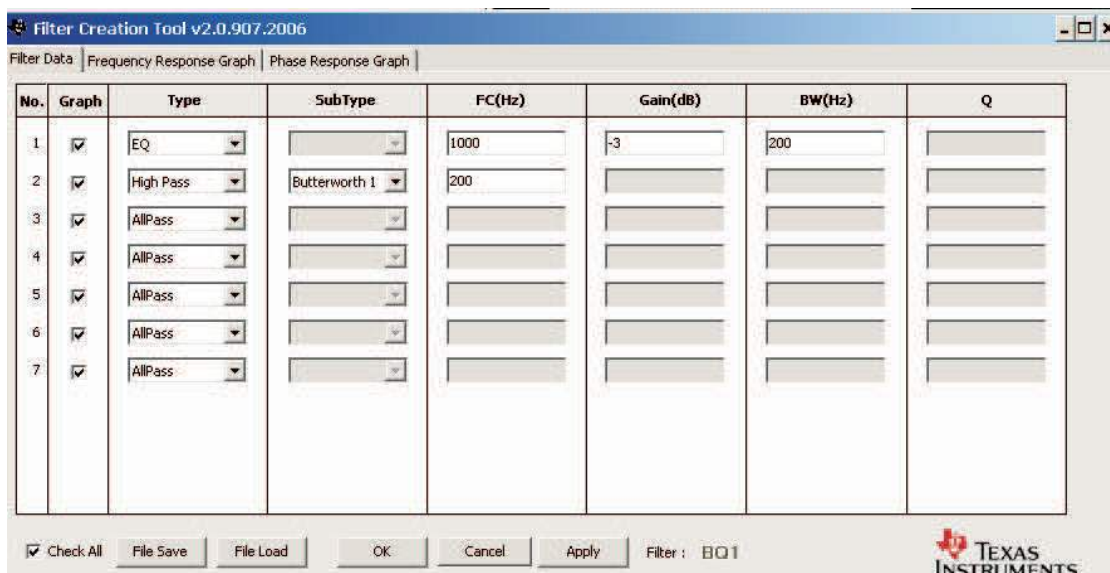 Filter Creation Tool v2.0.907.2006
Filter Data Frequency Response Graph Phase Response Graph
No. Graph Type SubType FC(Hz) Gain(dB) BW(Hz) Q
1 EQ 1000 -3 200
2 High Pass Butterworth 1 200
3 AllPass
4 AllPass
5 AllPass
6 AllPass
7 AllPass
Check All File Save File Load OK Cancel Apply Filter : BQ1
TEXAS
INSTRUMENTS